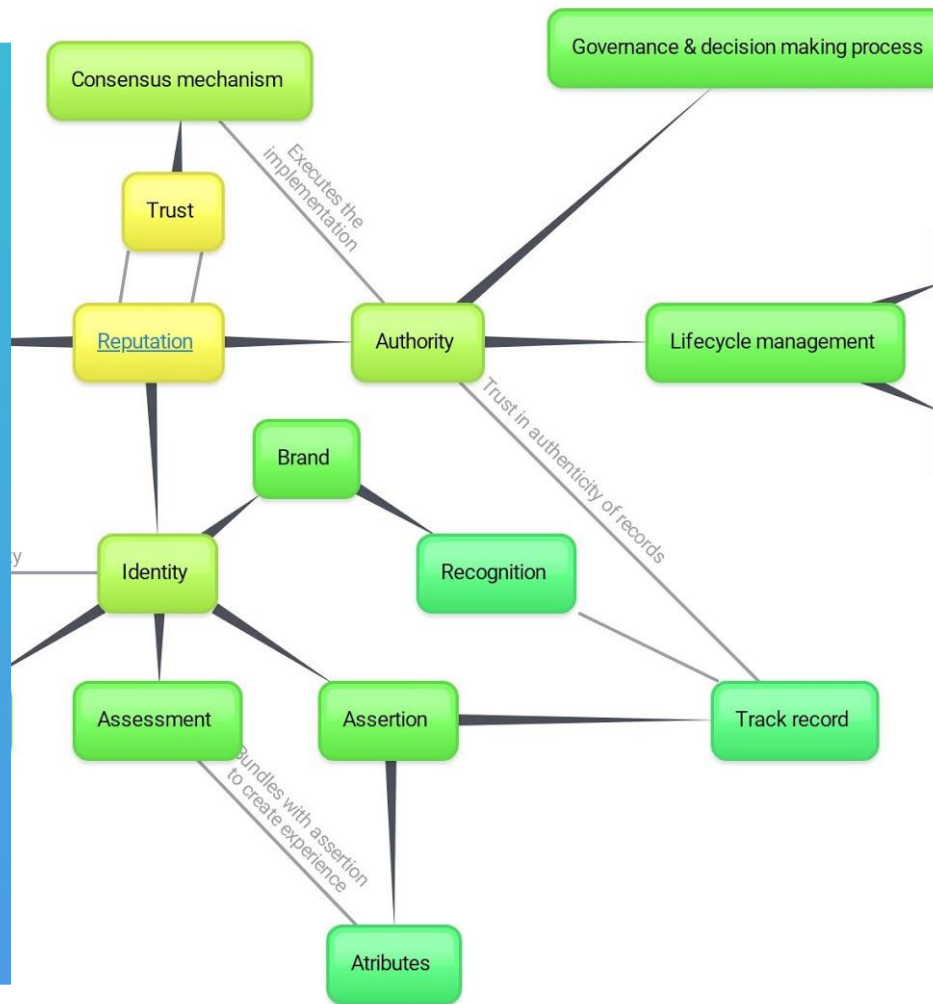 Governance & decision making process
Consensus mechanism
Executes the
implementation
Trust
Reputation
Authority
Lifecycle management
Trust in authenticity of records
Brand
Identity
Recognition
Assessment
Assertion
Track record
Bundles with assertion
to create experience
Atributes